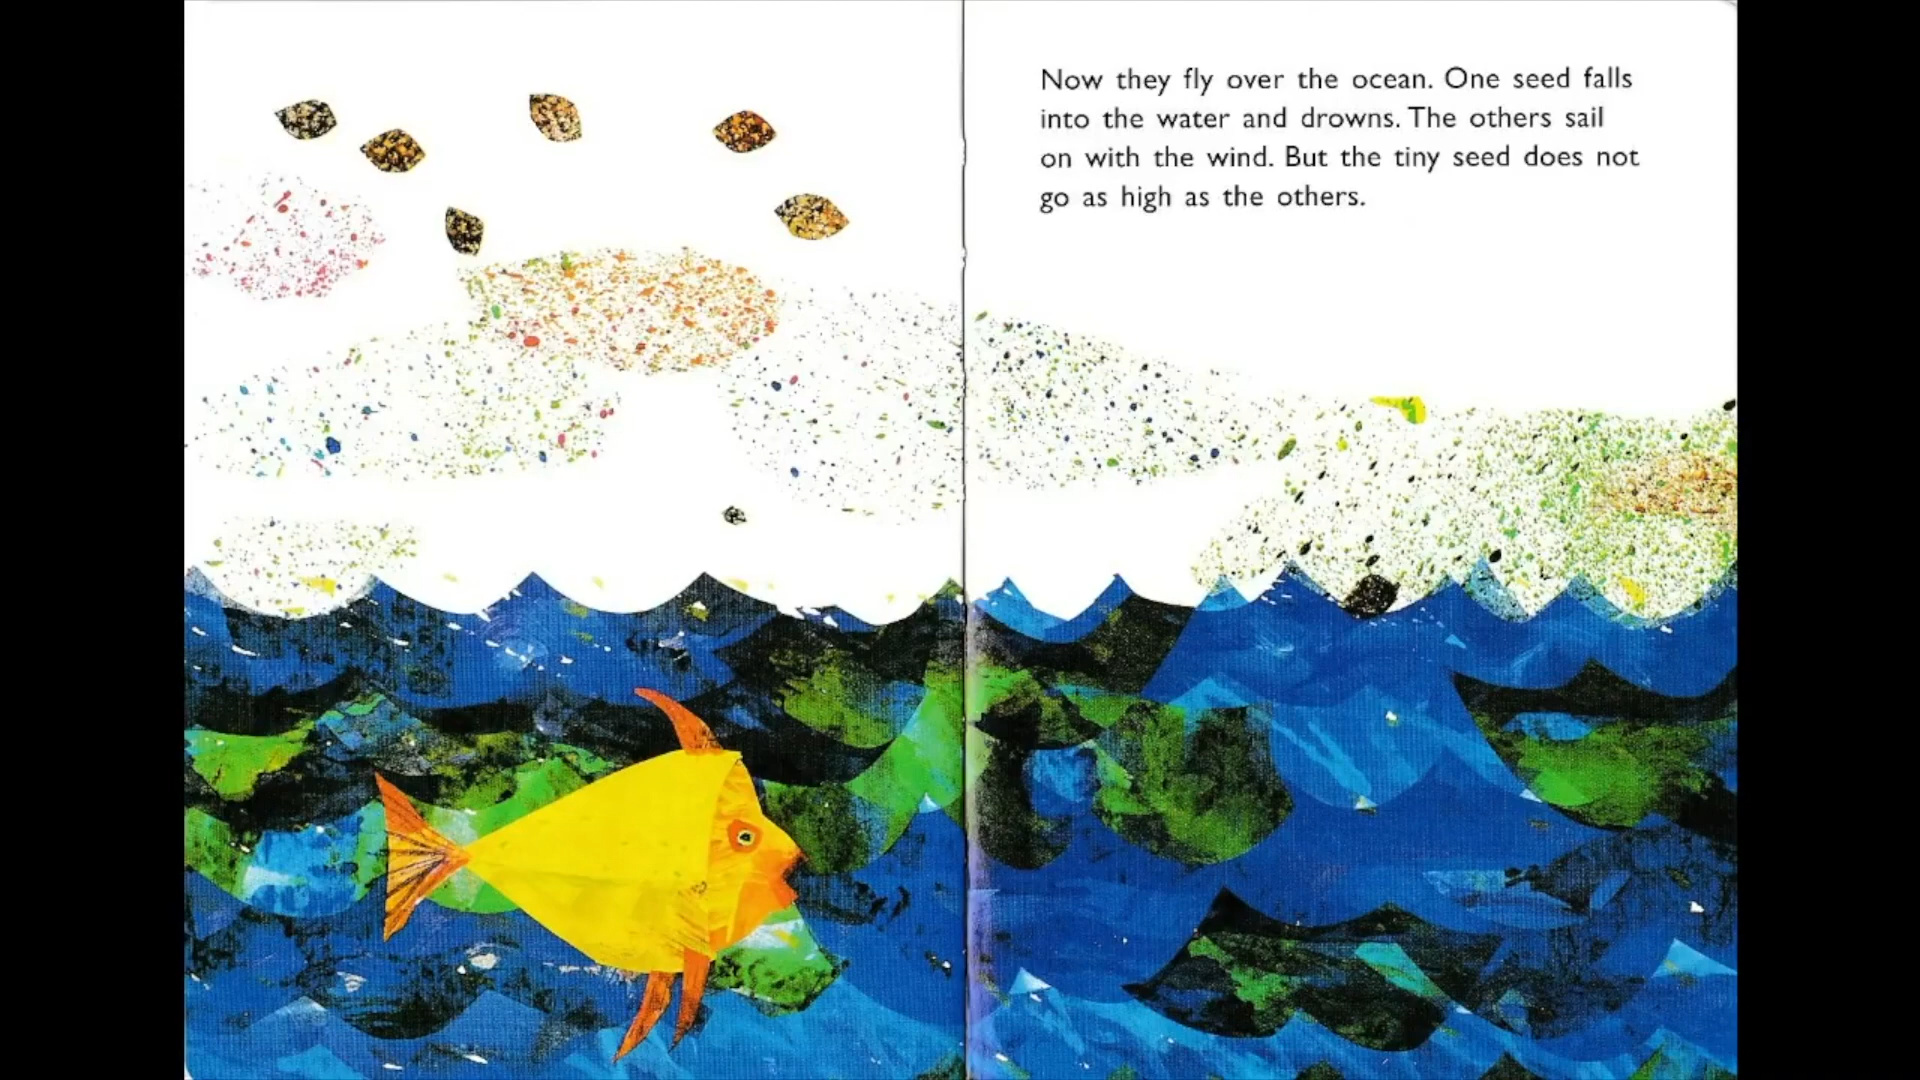 Now they fly over the ocean. One seed falls
into the water and drowns. The others sail
on with the wind. But the tiny seed does not
go as high as the others.